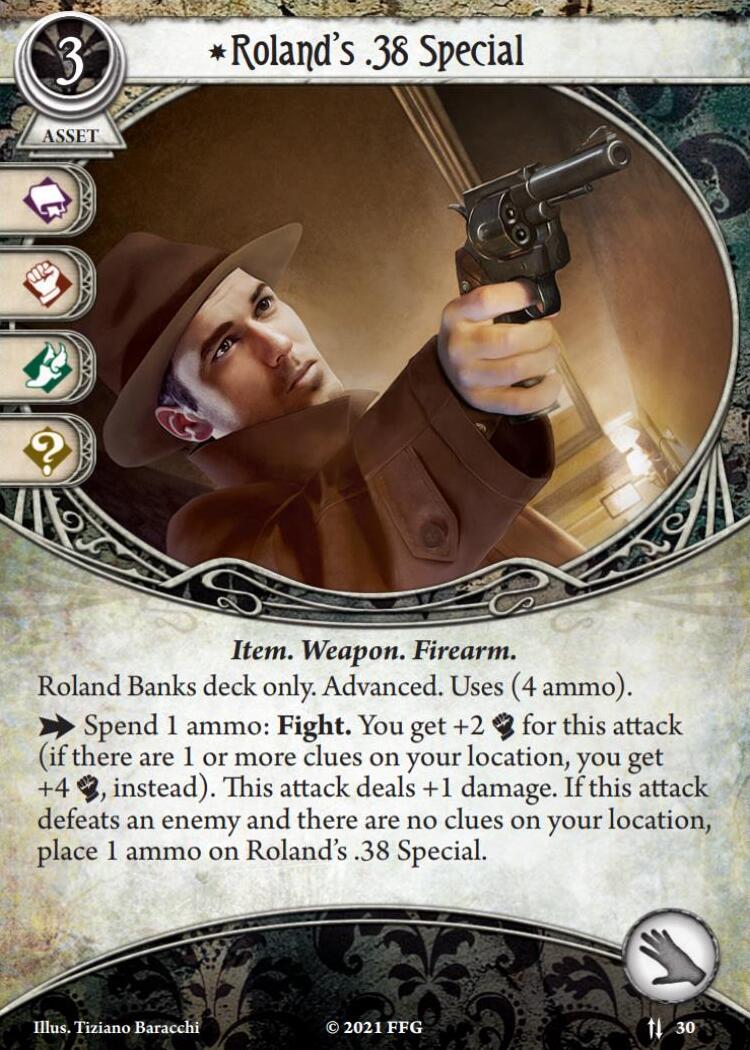 3
✷Roland's .38 Special
ASSET
?
Item. Weapon. Firearm.
Roland Banks deck only. Advanced. Uses (4 ammo).
Spend 1 ammo: Fight. You get +2 for this attack
(if there are 1 or more clues on your location, you get
+4 , instead). This attack deals +1 damage. If this attack
defeats an enemy and there are no clues on your location,
place 1 ammo on Roland's .38 Special.
Illus. Tiziano Baracchi
© 2021 FFG
30